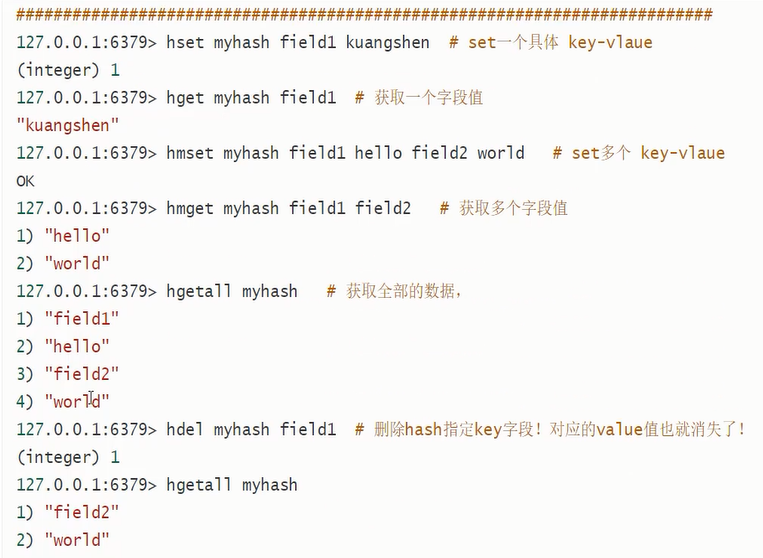 ##########################################################################
127.0.0.1:6379> hset myhash field1 kuangshen  # set一个具体 key-vlaue
(integer) 1
127.0.0.1:6379> hget myhash field1  # 获取一个字段值
"kuangshen"
127.0.0.1:6379> hmset myhash field1 hello field2 world   # set多个 key-vlaue
OK
127.0.0.1:6379> hmget myhash field1 field2   # 获取多个字段值
1) "hello"
2) "world"
127.0.0.1:6379> hgetall myhash   # 获取全部的数据，
1) "field1"
2) "hello"
3) "field2"
4) "world"
127.0.0.1:6379> hdel myhash field1  # 删除hash指定key字段！对应的value值也就消失了！
(integer) 1
127.0.0.1:6379> hgetall myhash
1) "field2"
2) "world"